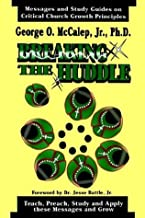 Messages and Study Guides on
Critical Church Growth Principles
George O. McCalep, Jr., Ph.D.
BREAKING
THE HUDDLE
Foreword by Dr. Jesse Battle, Jr.
Teach, Preach, Study and Apply
these Messages and Grow